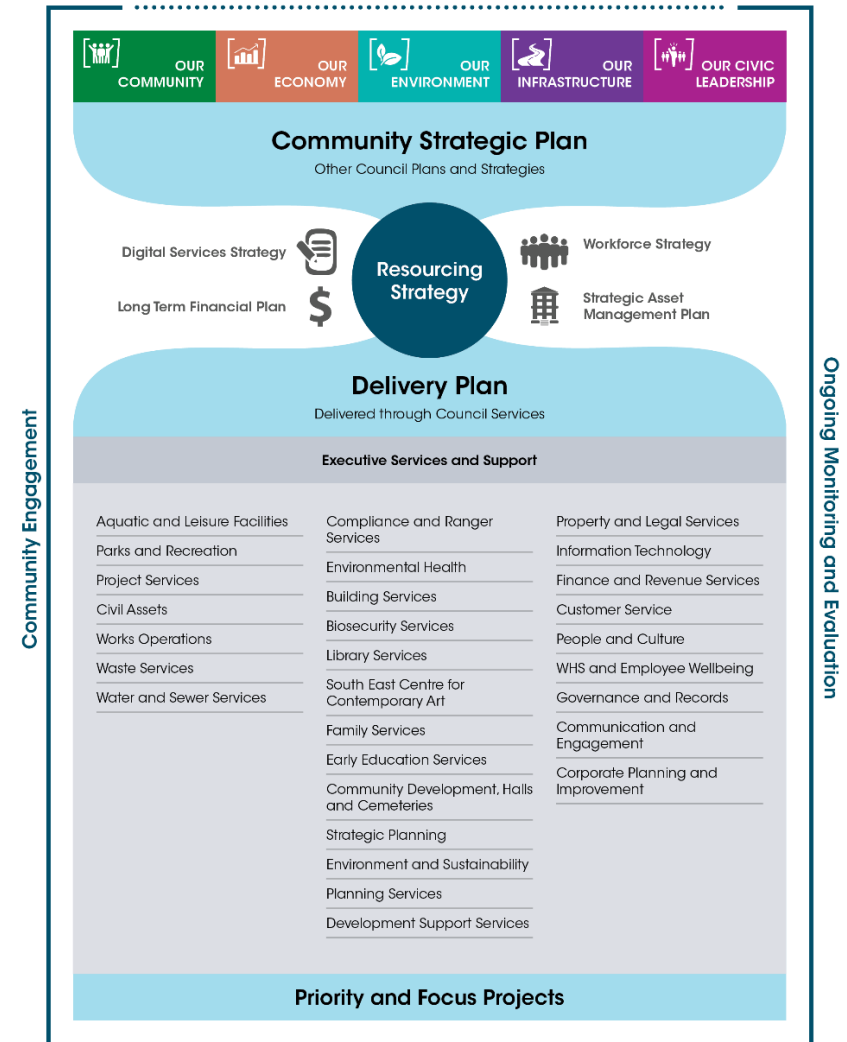 OUR
COMMUNITY
OUR
ECONOMY
OUR
ENVIRONMENT
OUR
INFRASTRUCTURE
OUR CIVIC
LEADERSHIP
Community Strategic Plan
Other Council Plans and Strategies
Digital Services Strategy
Long Term Financial Plan
Resourcing
Strategy
Workforce Strategy
Strategic Asset
Management Plan
Delivery Plan
Delivered through Council Services
Community Engagement
Ongoing Monitoring and Evaluation
Executive Services and Support
Aquatic and Leisure Facilities
Parks and Recreation
Project Services
Civil Assets
Works Operations
Waste Services
Water and Sewer Services
Compliance and Ranger
Services
Environmental Health
Building Services
Biosecurity Services
Library Services
South East Centre for
Contemporary Art
Family Services
Early Education Services
Community Development, Halls
and Cemeteries
Strategic Planning
Environment and Sustainability
Planning Services
Development Support Services
Property and Legal Services
Information Technology
Finance and Revenue Services
Customer Service
People and Culture
WHS and Employee Wellbeing
Governance and Records
Communication and
Engagement
Corporate Planning and
Improvement
Priority and Focus Projects